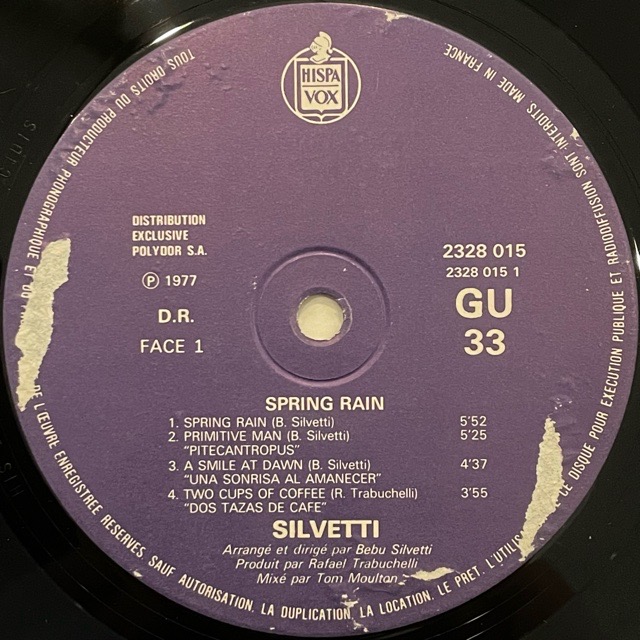 HISPA
VOX
TOUS DROITS DU PRODUCTEUR PHONOGRAPHIQUE ET DU
DE L'ŒUVRE ENREGISTREE RESERVES. SAUF AUTORISATION. LA DUPLICATION. LA LOCATION. LE PRET. L'UTILIS
CE DISQUE POUR EXECUTION PUBLIQUE ET RADIODIFFUSION SONT INTERDITS. MADE IN FRANCE
DISTRIBUTION
EXCLUSIVE
POLYDOR S.A.
℗ 1977
D.R.
FACE 1
2328 015
2328 015 1
GU
33
SPRING RAIN
1. SPRING RAIN (B. Silvetti) 5'52
2. PRIMITIVE MAN (B. Silvetti) 5'25
"PITECANTROPUS"
3. A SMILE AT DAWN (B. Silvetti) 4'37
"UNA SONRISA AL AMANECER"
4. TWO CUPS OF COFFEE (R. Trabuchelli) 3'55
"DOS TAZAS DE CAFE"
SILVETTI
Arrangé et dirigé par Bebu Silvetti
Produit par Rafael Trabuchelli
Mixé par Tom Moulton